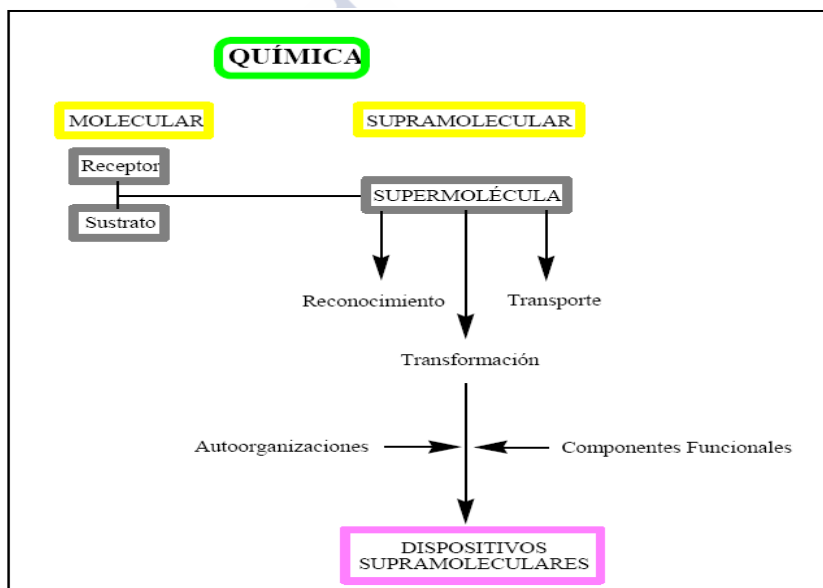 QUÍMICA
MOLECULAR
SUPRAMOLECULAR
Receptor
SUPERMOLÉCULA
Sustrato
Reconocimiento
Transporte
Transformación
Autoorganizaciones
Componentes Funcionales
DISPOSITIVOS
SUPRAMOLECULARES